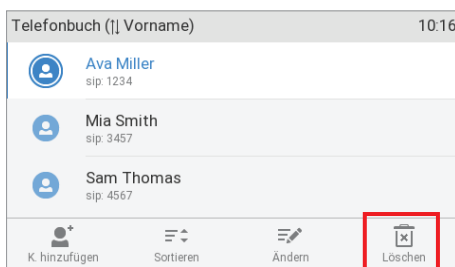 Telefonbuch (⇅ Vorname) 10:16
Ava Miller
sip: 1234
Mia Smith
sip: 3457
Sam Thomas
sip: 4567
K. hinzufügen Sortieren Ändern Löschen